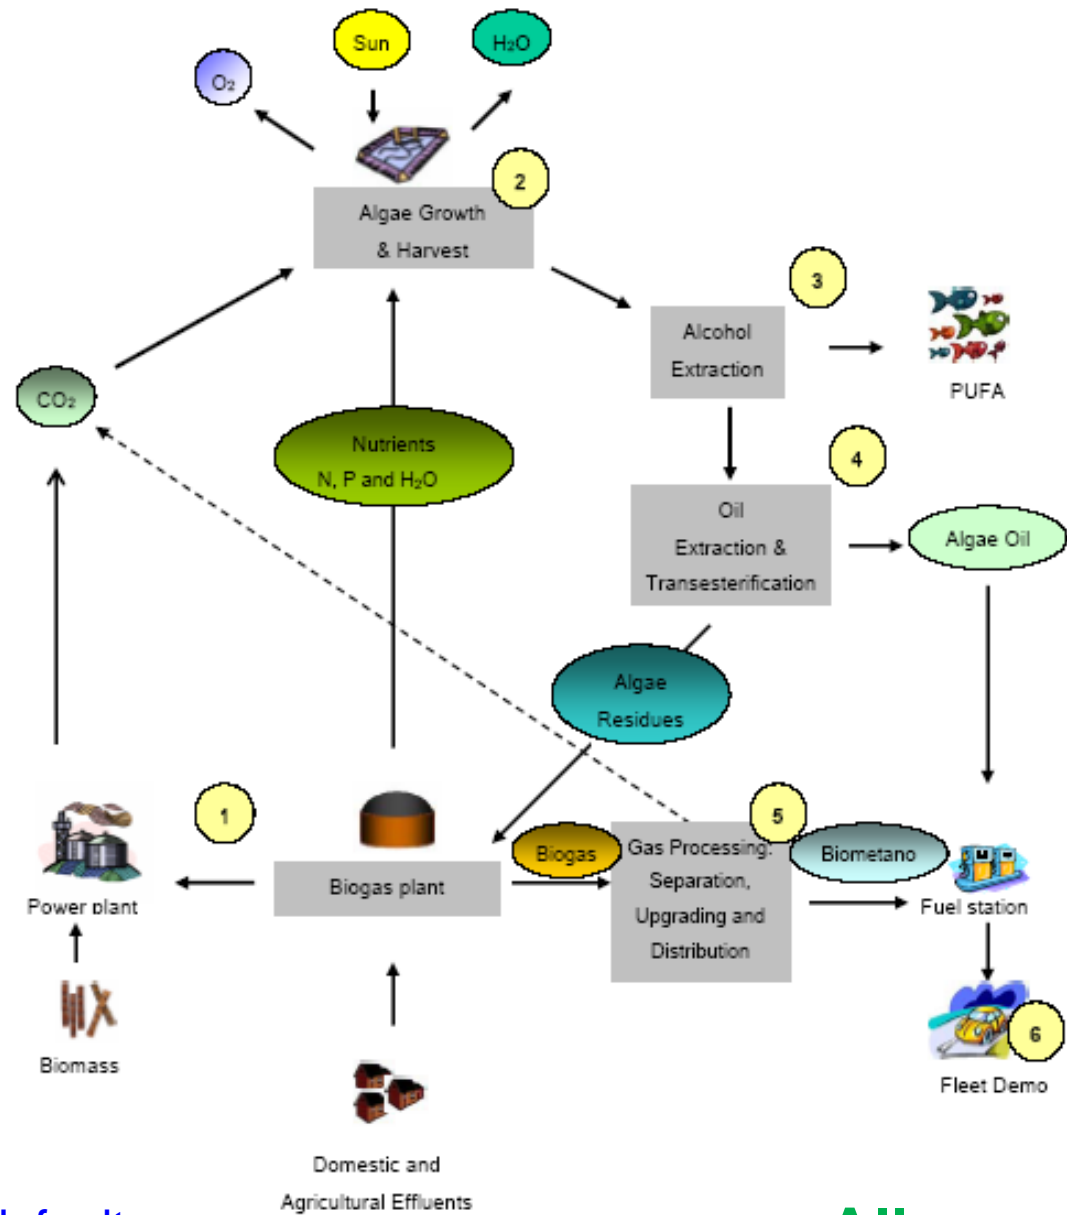 Sun
H₂O
O₂
2
Algae Growth
& Harvest
3
Alcohol
Extraction
PUFA
CO₂
Nutrients
N, P and H₂O
4
Oil
Extraction &
Transesterification
Algae Oil
Algae
Residues
1
5
Biogas
Gas Processing:
Separation,
Upgrading and
Distribution
Biometano
Biogas plant
Power plant
Fuel station
Biomass
6
Fleet Demo
Domestic and
Agricultural Effluents